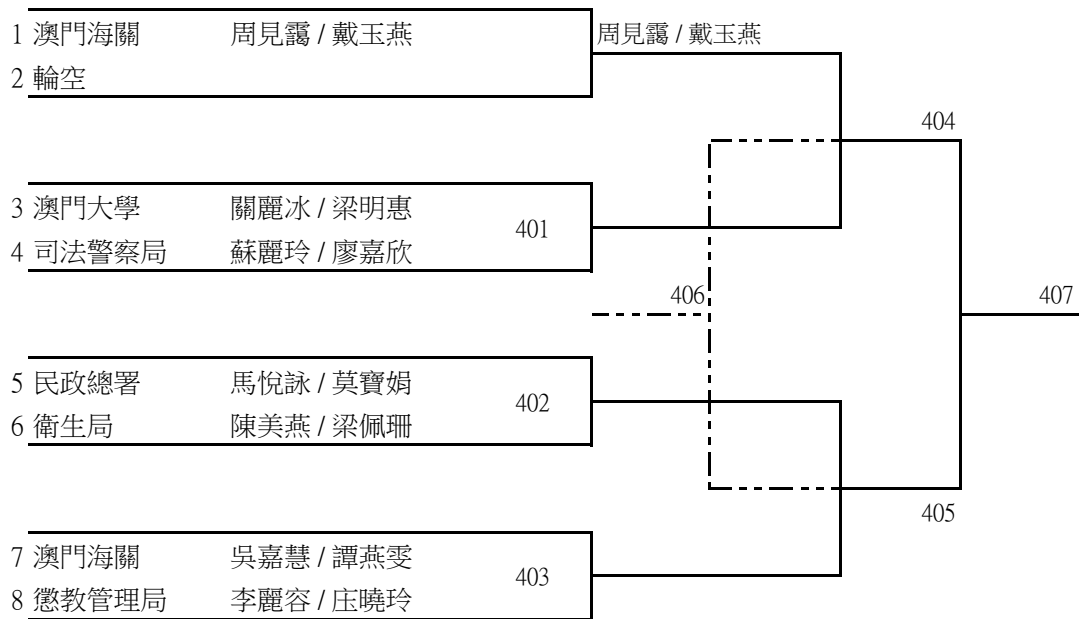 1 澳門海關 周見靄 / 戴玉燕 周見靄 / 戴玉燕
2 輪空
404
3 澳門大學 關麗冰 / 梁明惠
401
4 司法警察局 蘇麗玲 / 廖嘉欣
406 407
5 民政總署 馬悅詠 / 莫寶娟
402
6 衛生局 陳美燕 / 梁佩珊
405
7 澳門海關 吳嘉慧 / 譚燕雯
403
8 懲教管理局 李麗容 / 庄曉玲